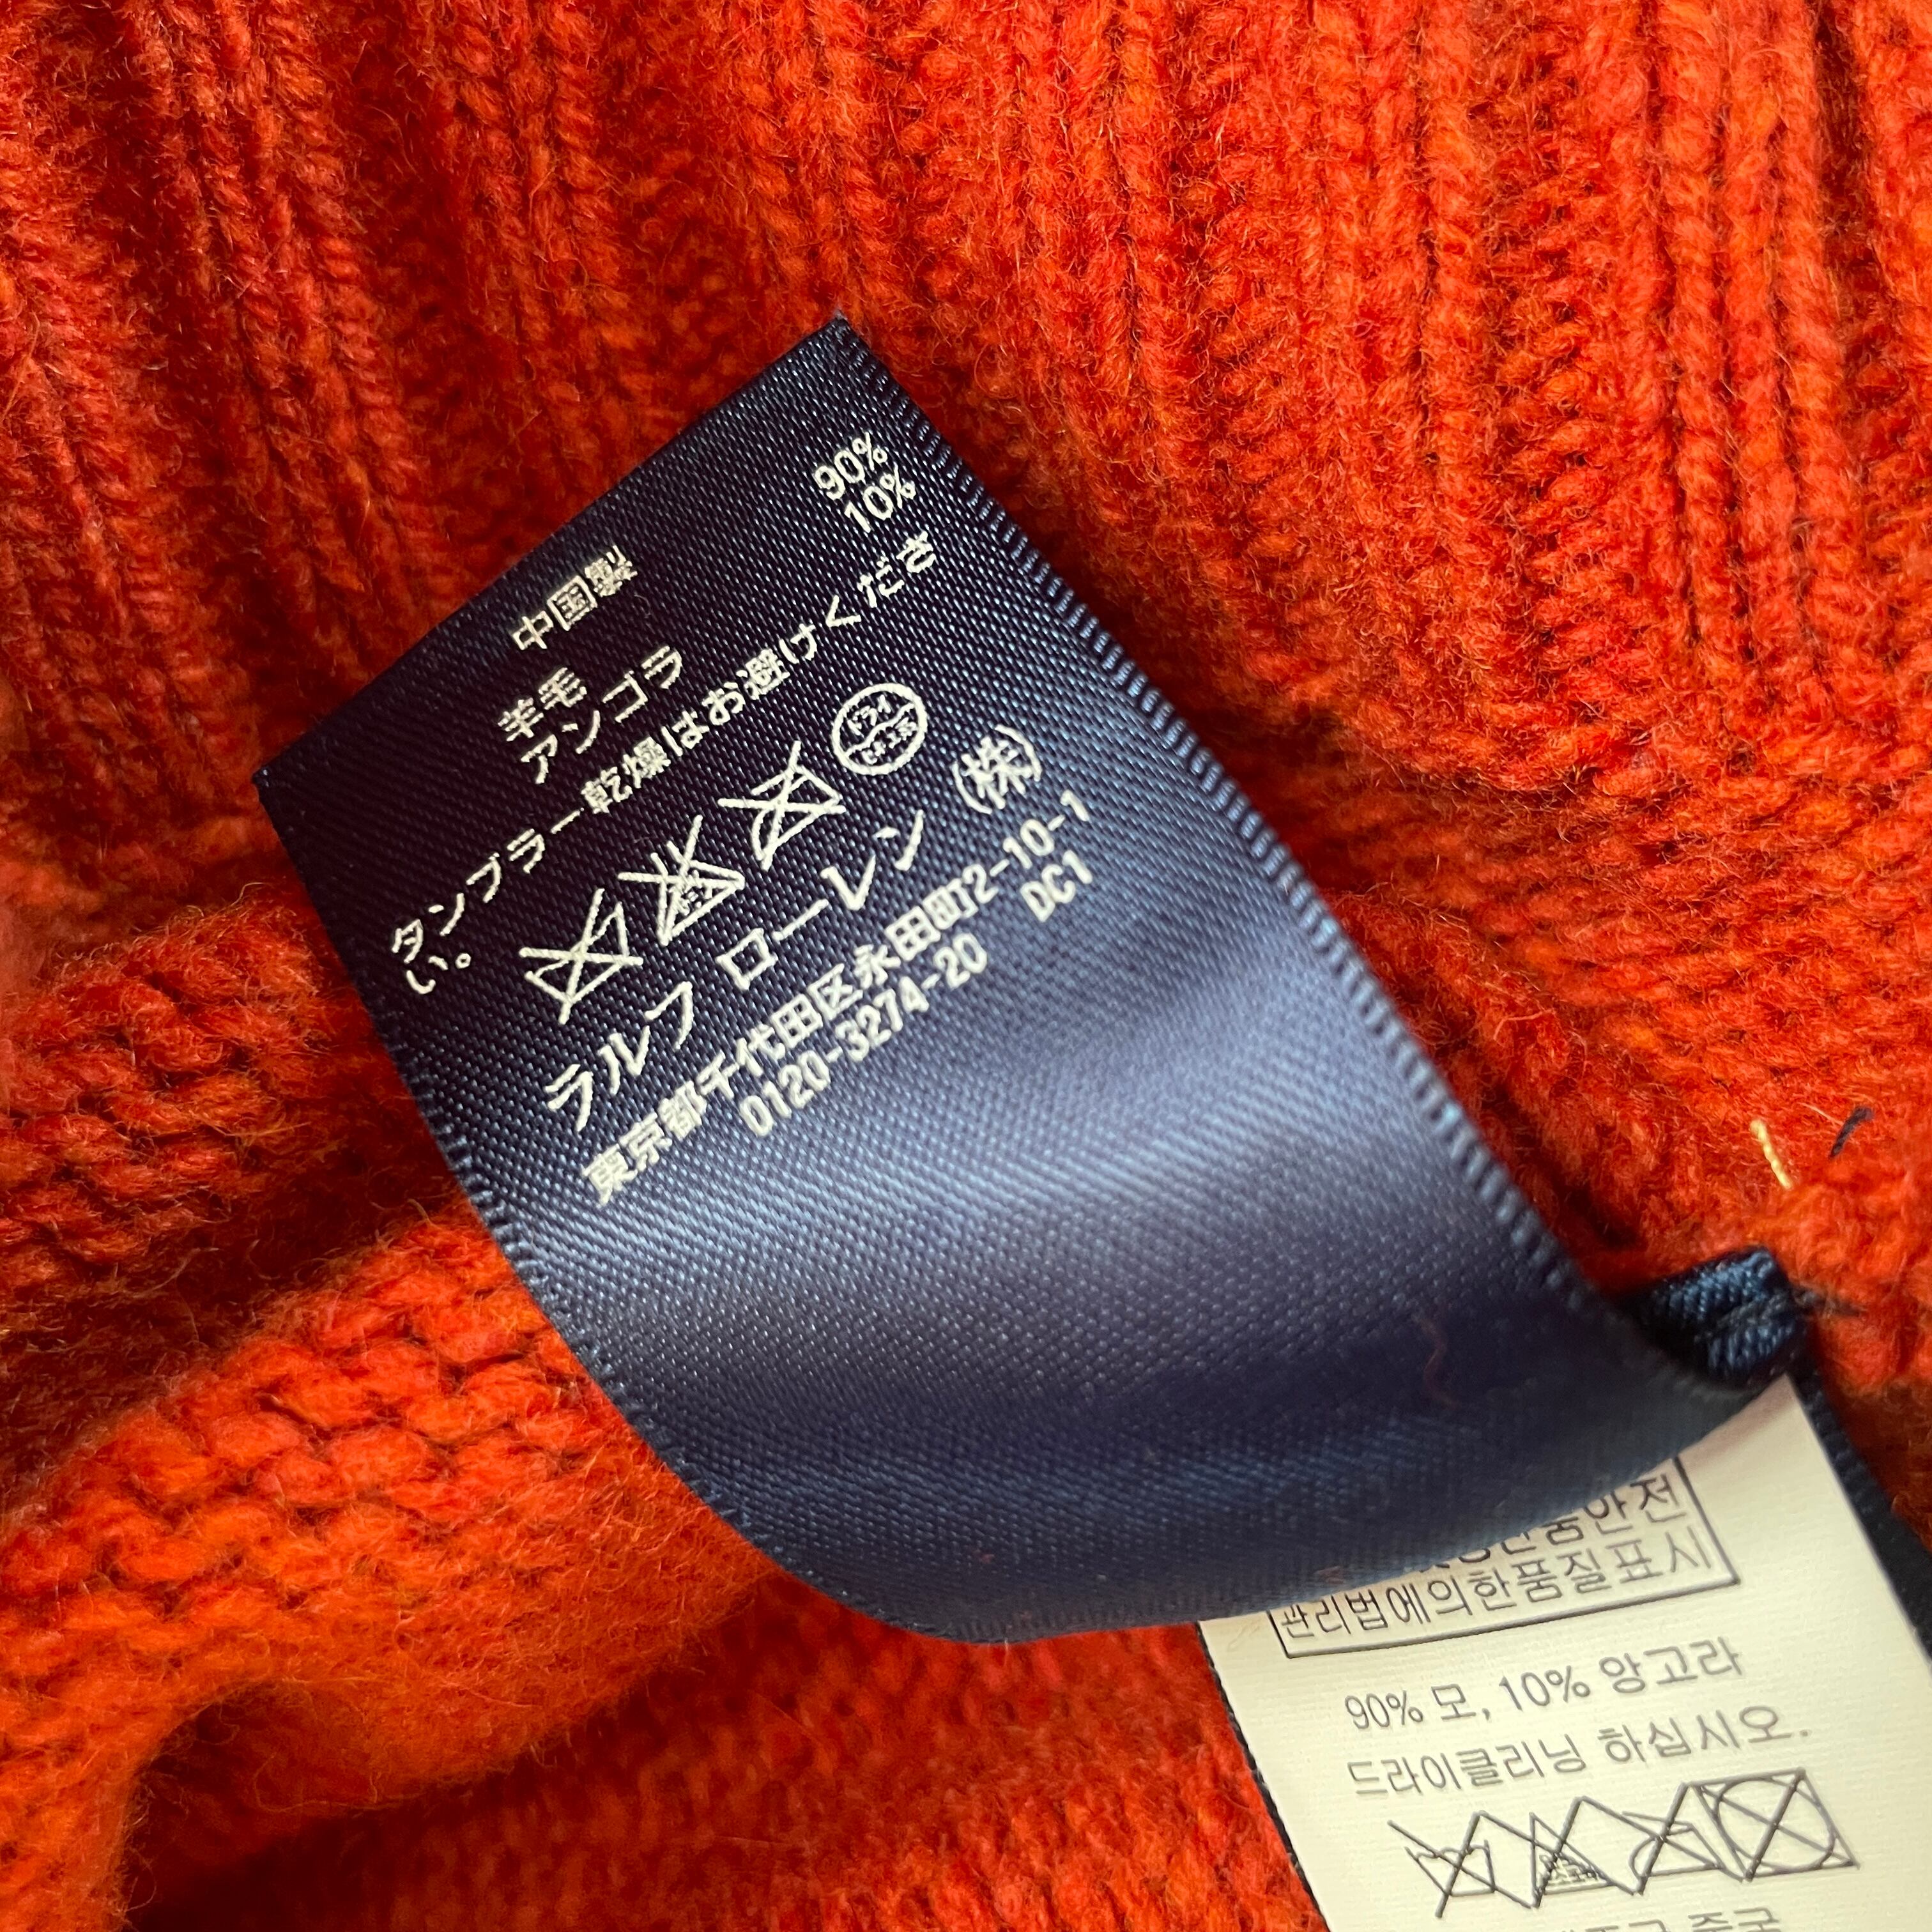 中国製
羊毛 90%
アンゴラ 10%
タンブラー乾燥はお避けくださ
い。
ドライ
ラルフ ローレン (株)
東京都千代田区永田町2-10-1
0120-3274-20 DC1
품안전
관리법에의한품질표시
90% 모, 10% 앙고라
드라이클리닝 하십시오.